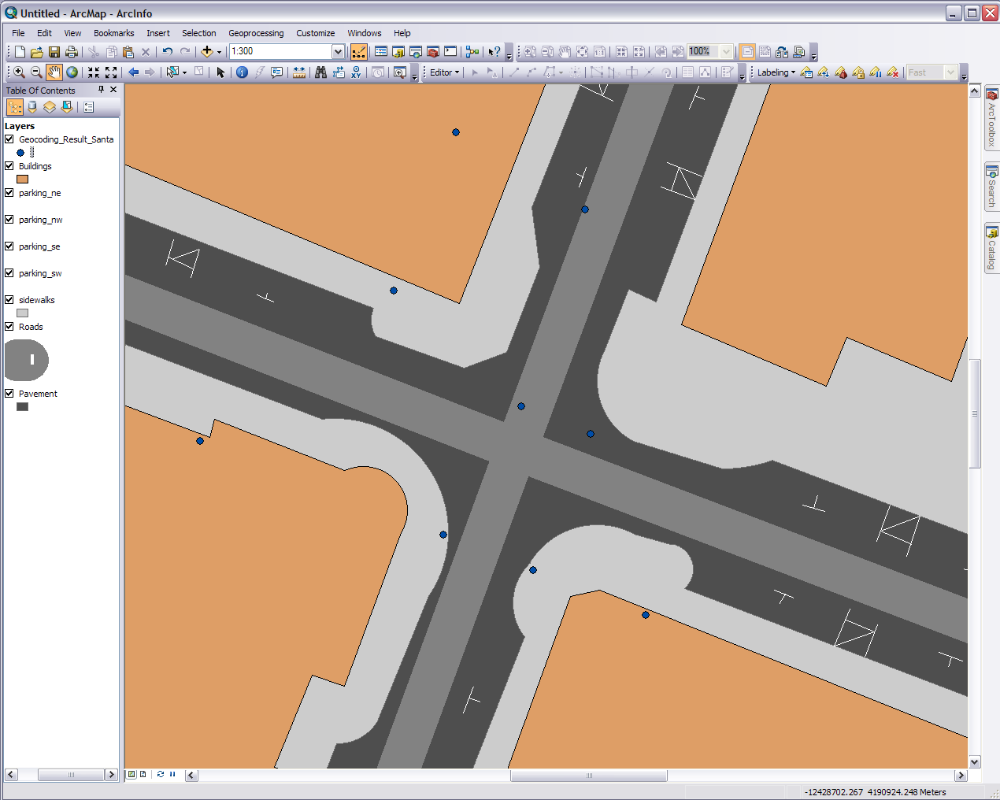 Untitled - ArcMap - ArcInfo
File Edit View Bookmarks Insert Selection Geoprocessing Customize Windows Help
1:300 100%
Editor Labeling Fast
Table Of Contents
Layers
Geocoding_Result_Santa
Buildings
parking_ne
parking_nw
parking_se
parking_sw
sidewalks
Roads
Pavement
ArcToolbox
Search
Catalog
-12428702.267 4190924.248 Meters